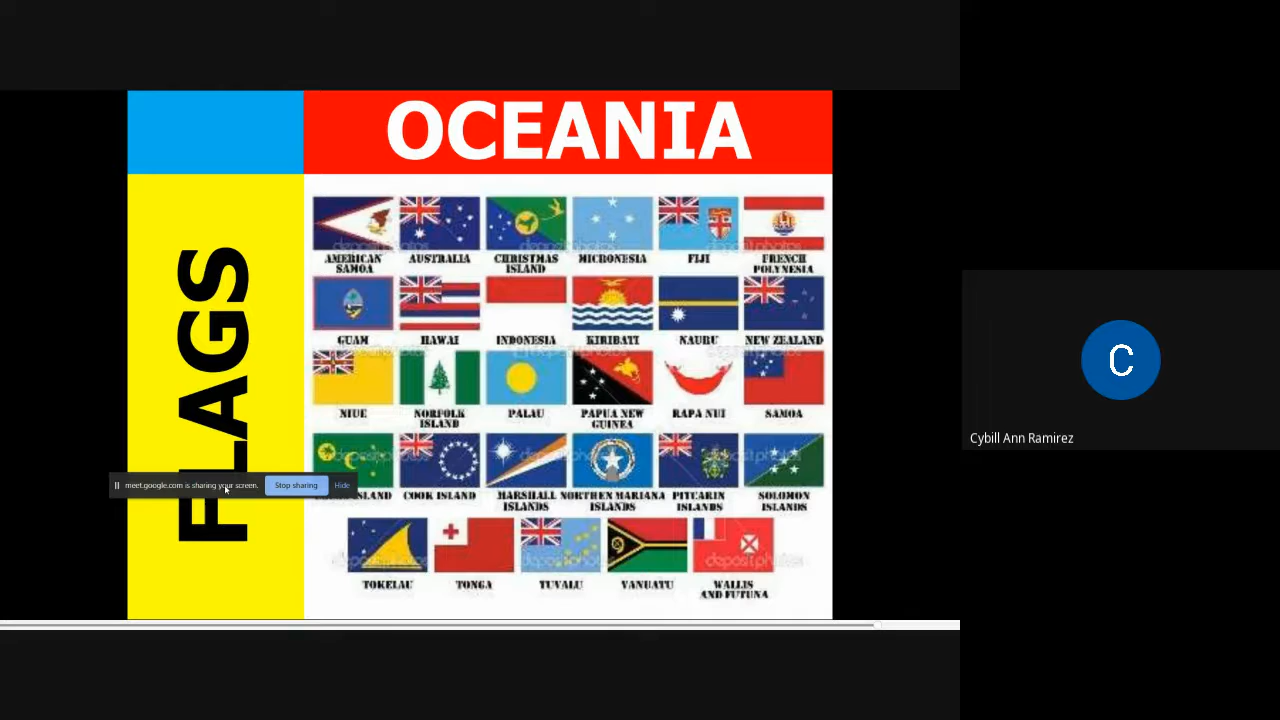 OCEANIA
FLAGS
AMERICAN SAMOA
AUSTRALIA
CHRISTMAS ISLAND
MICRONESIA
FIJI
FRENCH POLYNESIA
GUAM
HAWAI
INDONESIA
KIRIBATI
NAURU
NEW ZEALAND
NIUE
NORFOLK ISLAND
PALAU
PAPUA NEW GUINEA
RAPA NUI
SAMOA
ISLAND
COOK ISLAND
MARSHALL ISLANDS
NORTHEN MARIANA ISLANDS
PITCARIN ISLANDS
SOLOMON ISLANDS
TOKELAU
TONGA
TUVALU
VANUATU
WALLIS AND FUTUNA
depositphotos
meet.google.com is sharing your screen.
Stop sharing
Hide
C
Cybill Ann Ramirez